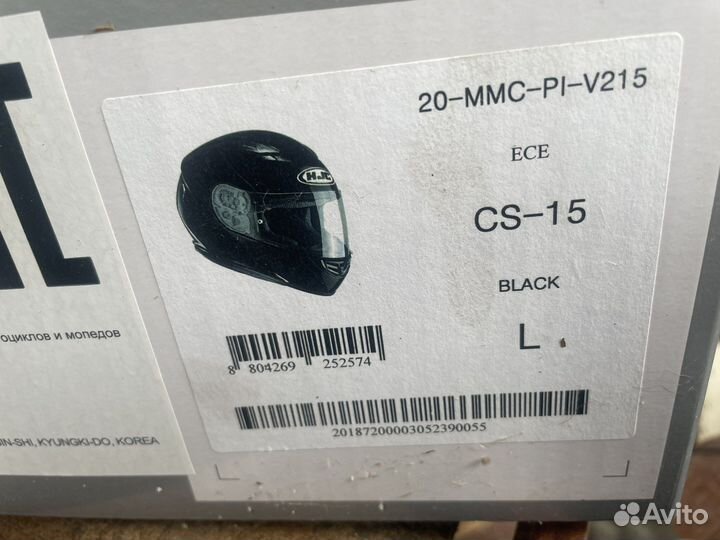 20-MMC-PI-V215
ECE
CS-15
BLACK
L
HJC
8 804269 252574
20187200003052390055
оциклов и мопедов
IN-SHI, KYUNGKI-DO, KOREA
Avito